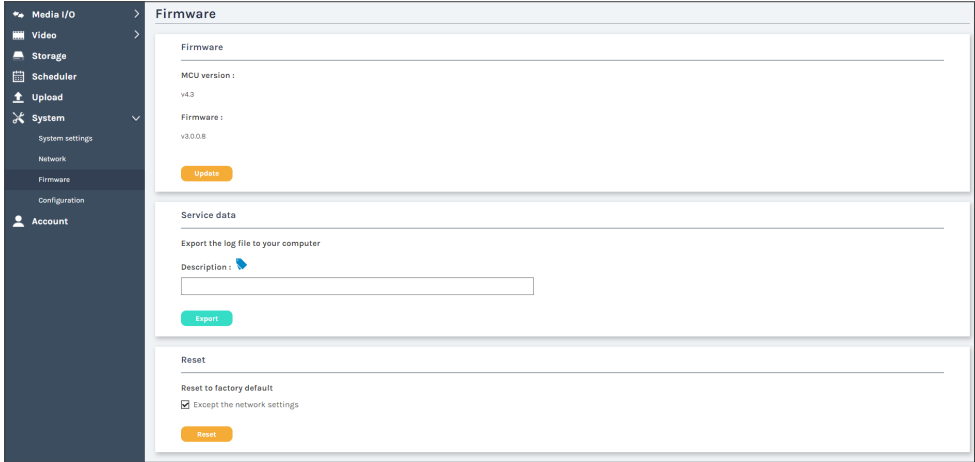 Media I/O
Video
Storage
Scheduler
Upload
System
System settings
Network
Firmware
Configuration
Account
Firmware
Firmware
MCU version :
v4.3
Firmware :
v3.0.0.8
Update
Service data
Export the log file to your computer
Description :
Export
Reset
Reset to factory default
Except the network settings
Reset